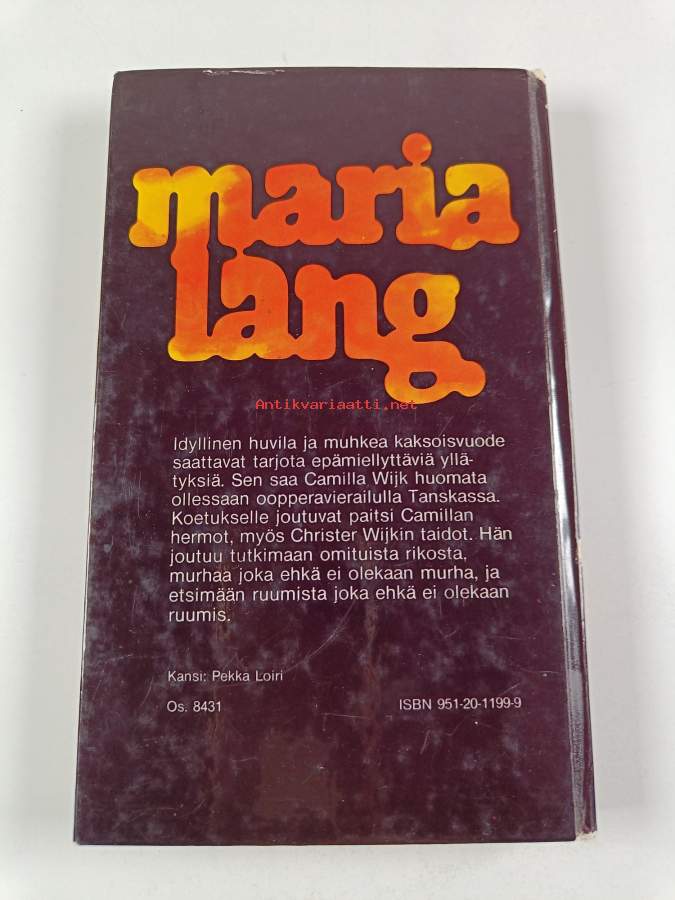 maria
lang
Antikvariaatti.net
Idyllinen huvila ja muhkea kaksoisvuode
saattavat tarjota epämiellyttäviä yllä-
tyksiä. Sen saa Camilla Wijk huomata
ollessaan oopperavierailulla Tanskassa.
Koetukselle joutuvat paitsi Camillan
hermot, myös Christer Wijkin taidot. Hän
joutuu tutkimaan omituista rikosta,
murhaa joka ehkä ei olekaan murha, ja
etsimään ruumista joka ehkä ei olekaan
ruumis.
Kansi: Pekka Loiri
Os. 8431 ISBN 951-20-1199-9